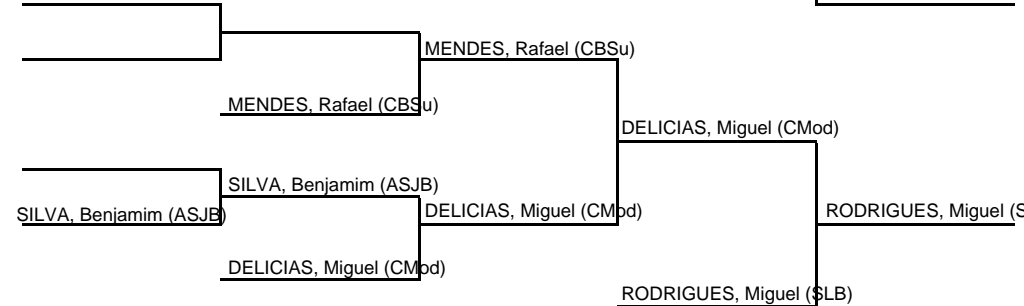 MENDES, Rafael (CBSu)
MENDES, Rafael (CBSu)
DELICIAS, Miguel (CMod)
SILVA, Benjamim (ASJB)
SILVA, Benjamim (ASJB)
DELICIAS, Miguel (CMod)
RODRIGUES, Miguel (S
DELICIAS, Miguel (CMod)
RODRIGUES, Miguel (SLB)